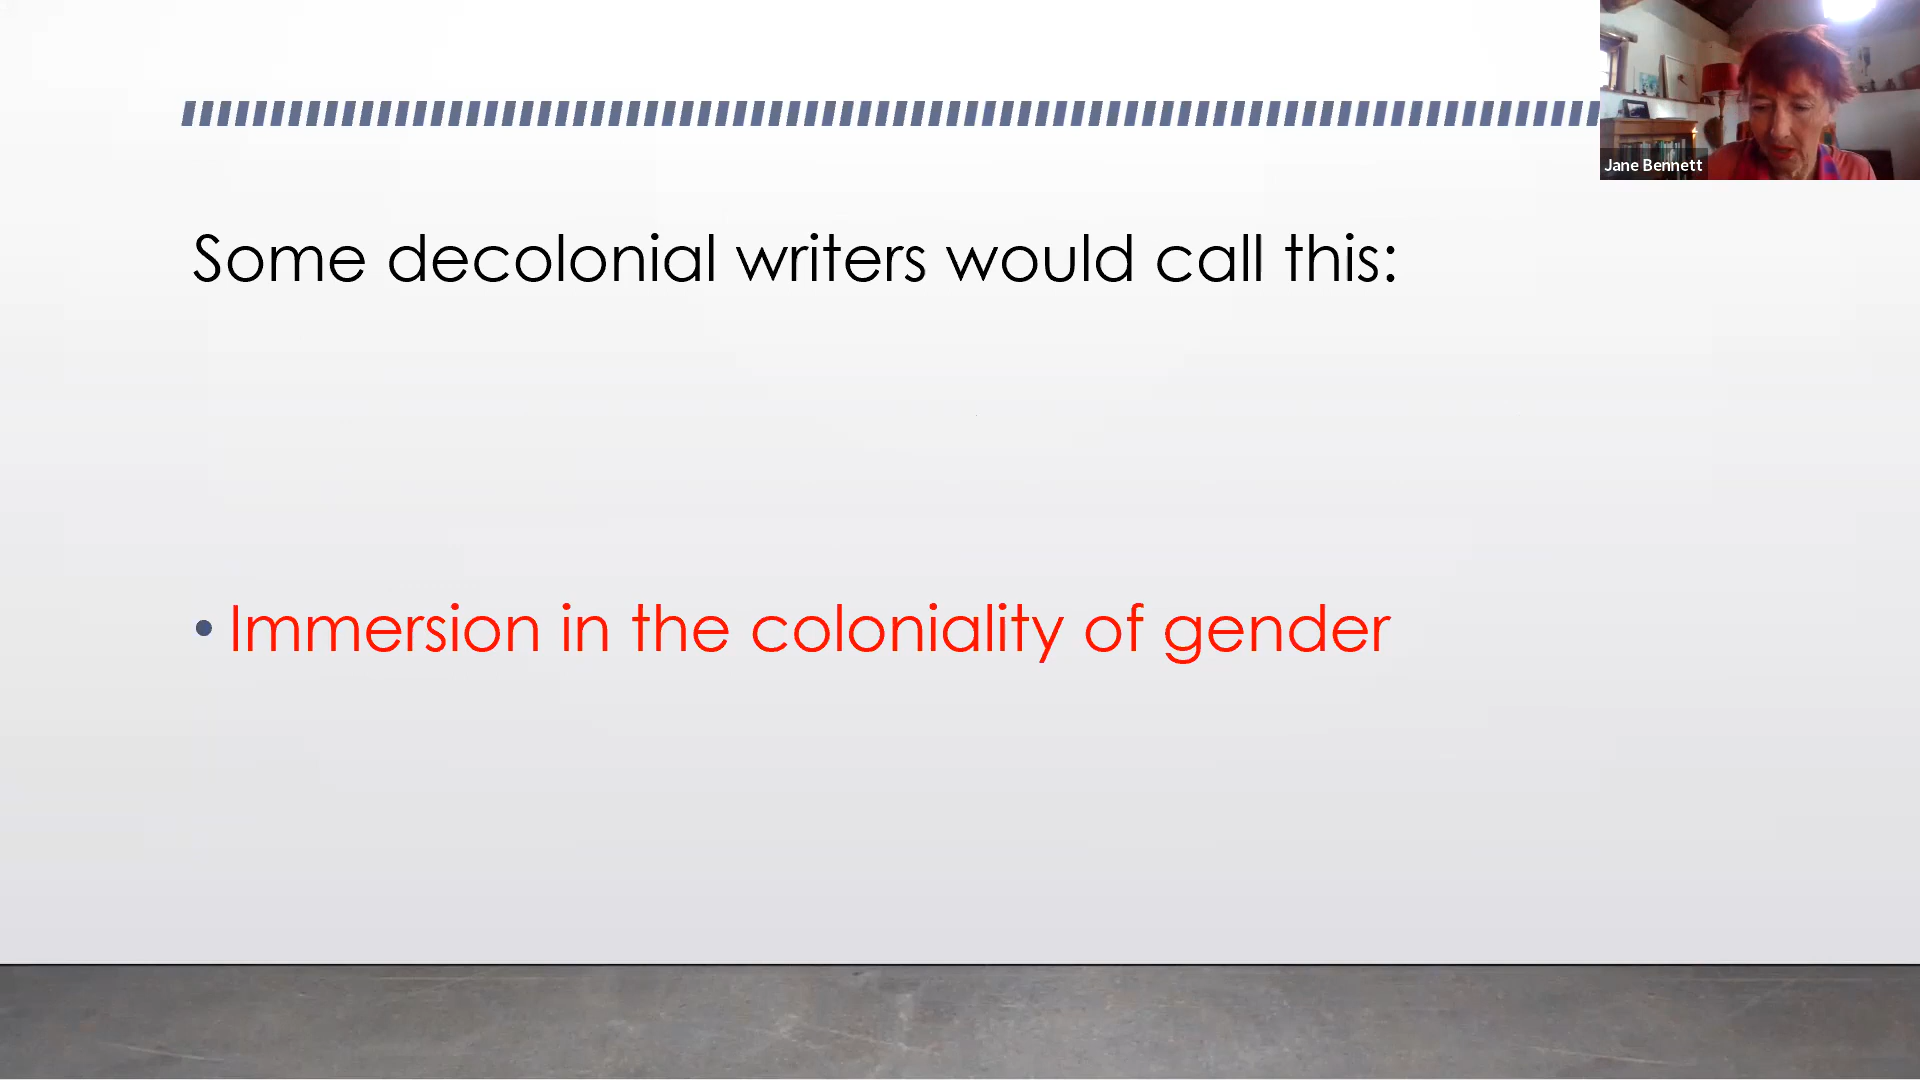 Jane Bennett
Some decolonial writers would call this:
• Immersion in the coloniality of gender